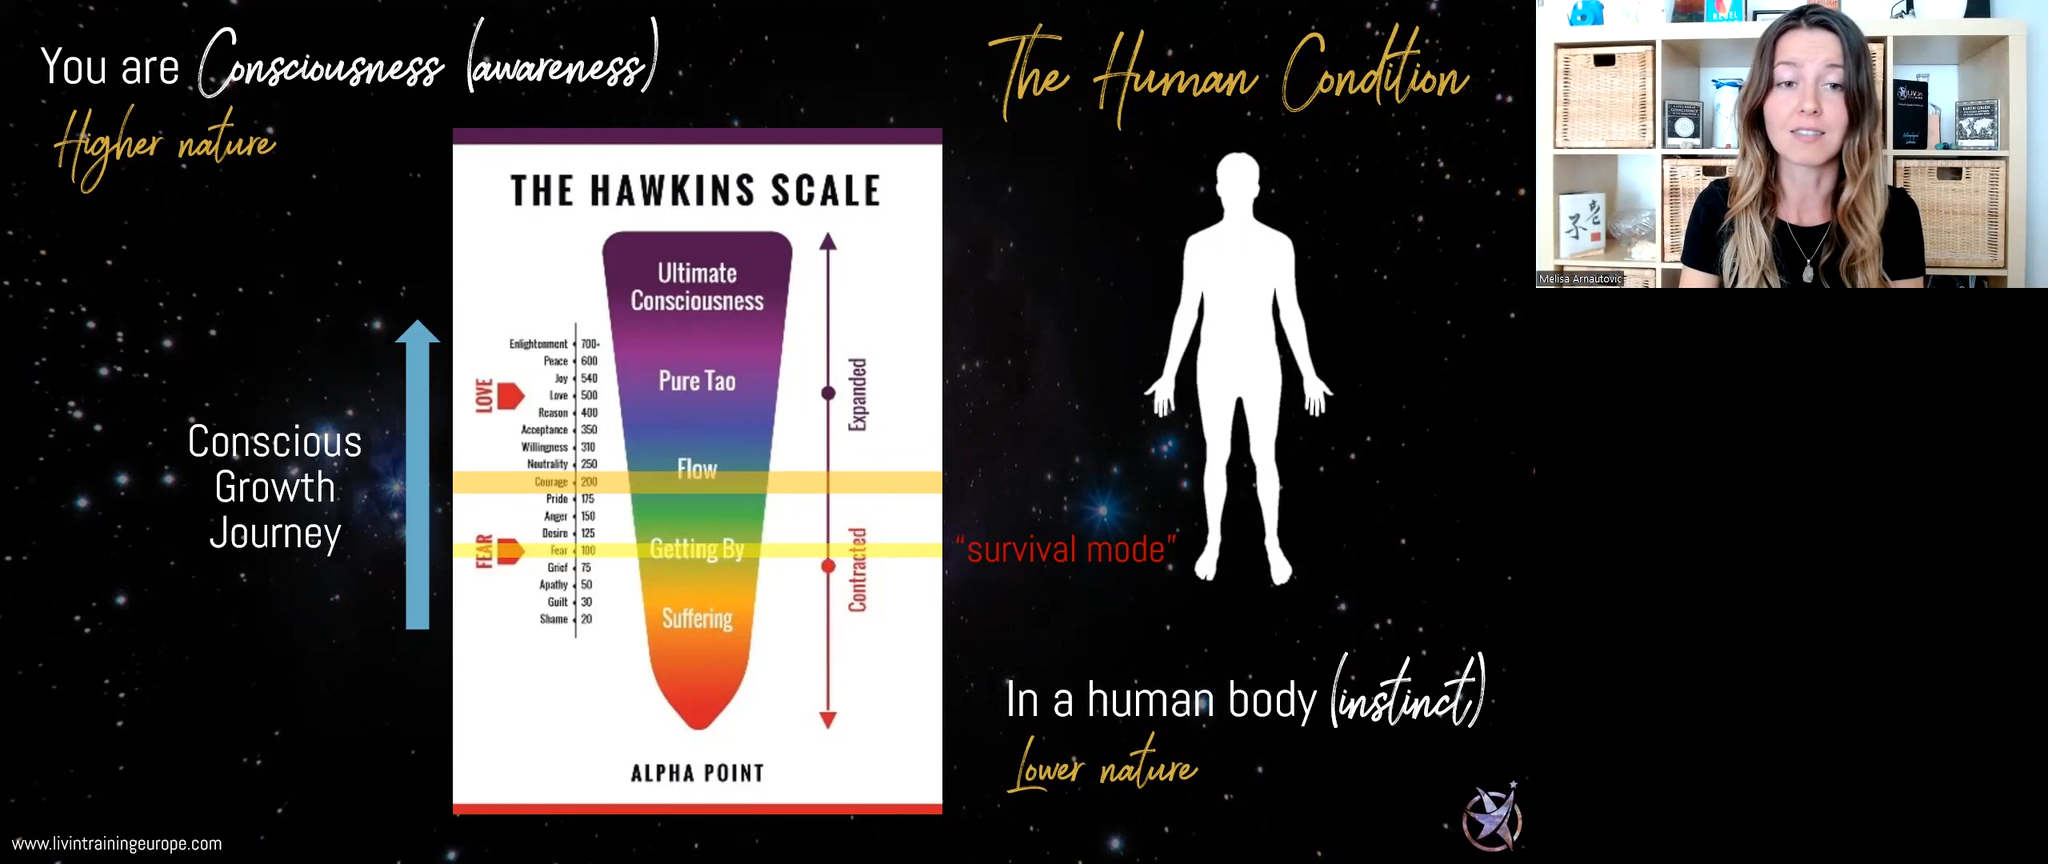 You are Consciousness (awareness)
Higher nature
The Human Condition
THE HAWKINS SCALE
Ultimate
Consciousness
Pure Tao
Flow
Getting By
Suffering
Enlightenment 700+
Peace 600
Joy 540
Love 500
Reason 400
Acceptance 350
Willingness 310
Neutrality 250
Courage 200
Pride 175
Anger 150
Desire 125
Fear 100
Grief 75
Apathy 50
Guilt 30
Shame 20
LOVE
FEAR
Expanded
Contracted
ALPHA POINT
Conscious
Growth
Journey
"survival mode"
In a human body (instinct)
Lower nature
www.livintrainingeurope.com
REBEL
老
子
Melisa Arnautovic